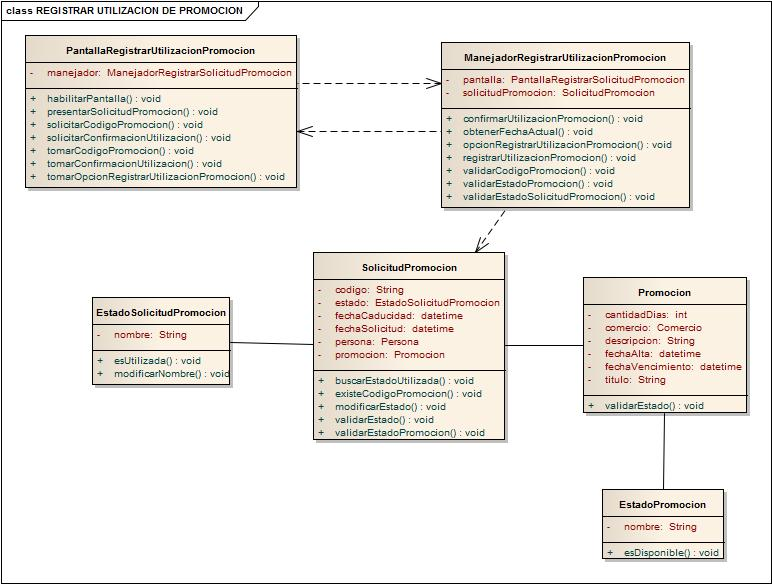 class REGISTRAR UTILIZACION DE PROMOCION
PantallaRegistrarUtilizacionPromocion
- manejador: ManejadorRegistrarSolicitudPromocion
+ habilitarPantalla() : void
+ presentarSolicitudPromocion() : void
+ solicitarCodigoPromocion() : void
+ solicitarConfirmacionUtilizacion() : void
+ tomarCodigoPromocion() : void
+ tomarConfirmacionUtilizacion() : void
+ tomarOpcionRegistrarUtilizacionPromocion() : void
ManejadorRegistrarUtilizacionPromocion
- pantalla: PantallaRegistrarSolicitudPromocion
- solicitudPromocion: SolicitudPromocion
+ confirmarUtilizacionPromocion() : void
+ obtenerFechaActual() : void
+ opcionRegistrarUtilizacionPromocion() : void
+ registrarUtilizacionPromocion() : void
+ validarCodigoPromocion() : void
+ validarEstadoPromocion() : void
+ validarEstadoSolicitudPromocion() : void
EstadoSolicitudPromocion
- nombre: String
+ esUtilizada() : void
+ modificarNombre() : void
SolicitudPromocion
- codigo: String
- estado: EstadoSolicitudPromocion
- fechaCaducidad: datetime
- fechaSolicitud: datetime
- persona: Persona
- promocion: Promocion
+ buscarEstadoUtilizada() : void
+ existeCodigoPromocion() : void
+ modificarEstado() : void
+ validarEstado() : void
+ validarEstadoPromocion() : void
Promocion
- cantidadDias: int
- comercio: Comercio
- descripcion: String
- fechaAlta: datetime
- fechaVencimiento: datetime
- titulo: String
+ validarEstado() : void
EstadoPromocion
- nombre: String
+ esDisponible() : void